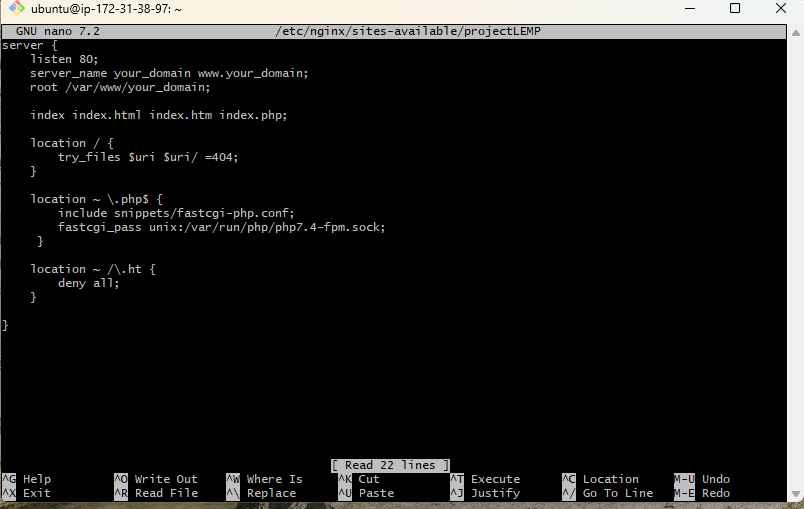 ubuntu@ip-172-31-38-97: ~
GNU nano 7.2 /etc/nginx/sites-available/projectLEMP
server {
    listen 80;
    server_name your_domain www.your_domain;
    root /var/www/your_domain;

    index index.html index.htm index.php;

    location / {
        try_files $uri $uri/ =404;
    }

    location ~ \.php$ {
        include snippets/fastcgi-php.conf;
        fastcgi_pass unix:/var/run/php/php7.4-fpm.sock;
     }

    location ~ /\.ht {
        deny all;
    }

}
[ Read 22 lines ]
^G Help ^O Write Out ^W Where Is ^K Cut ^T Execute ^C Location M-U Undo
^X Exit ^R Read File ^\ Replace ^U Paste ^J Justify ^/ Go To Line M-E Redo